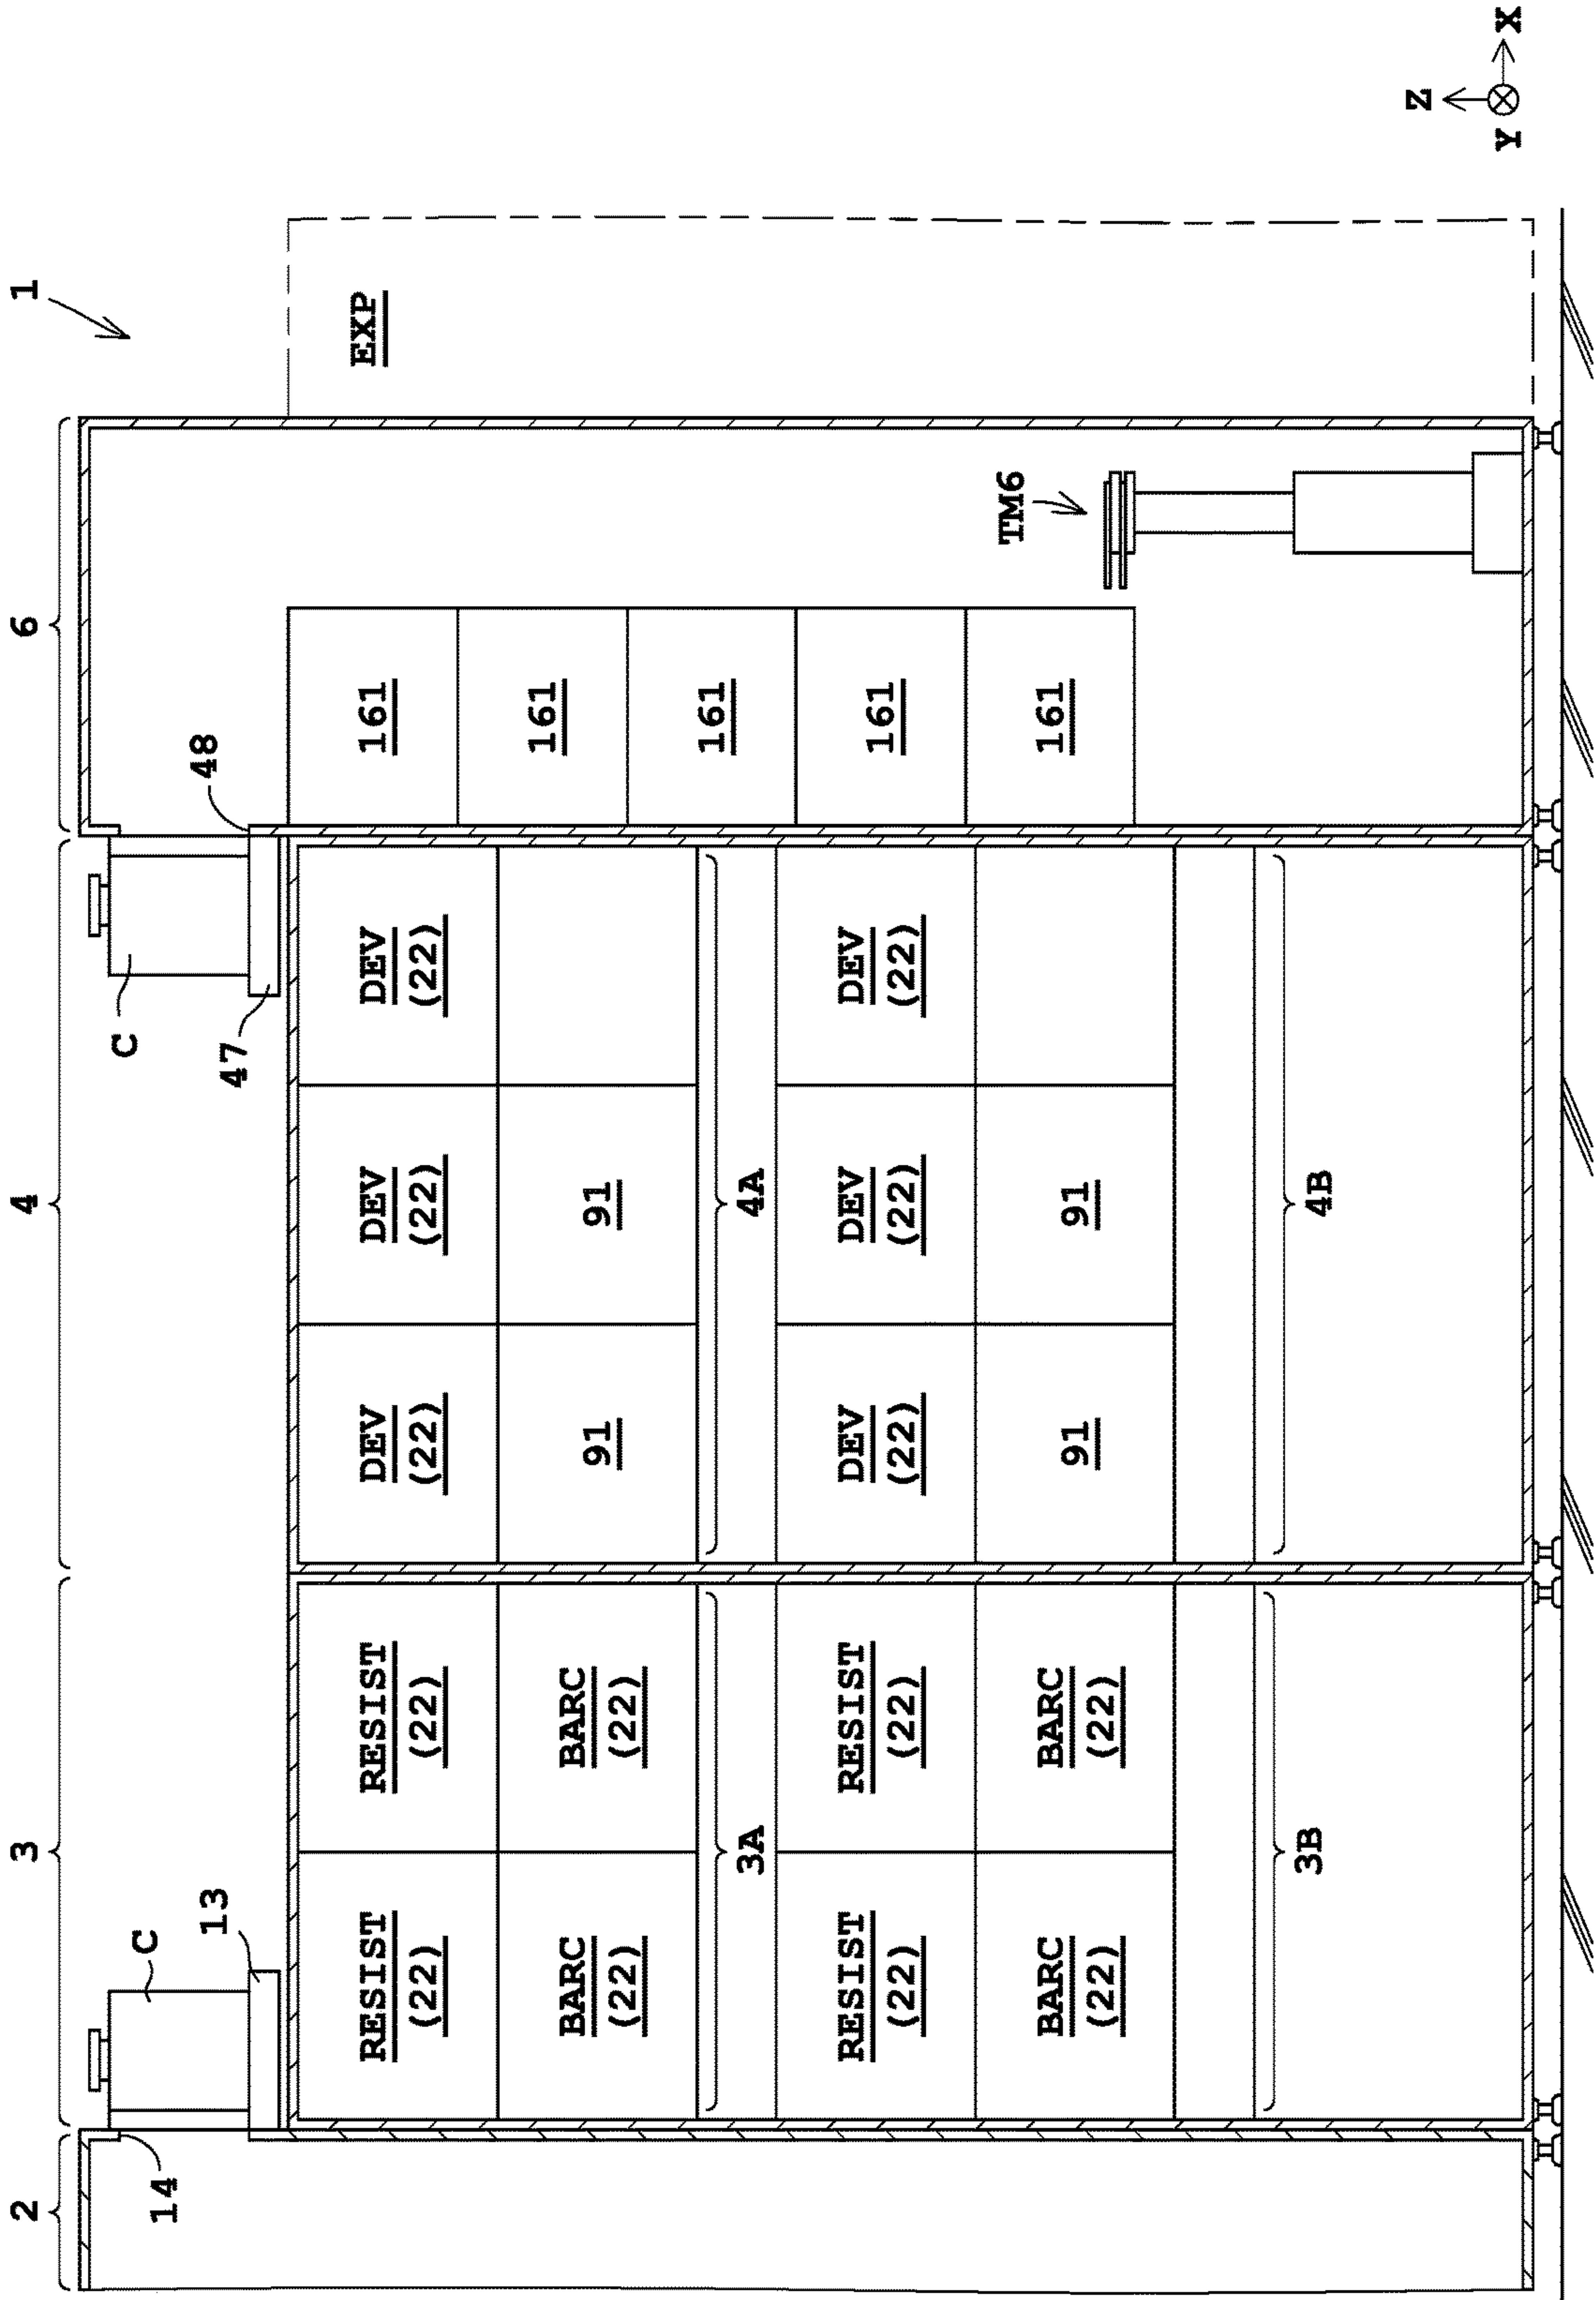 1
2
3
4
6
14
C
13
C
47
48
EXP
RESIST
(22)
RESIST
(22)
DEV
(22)
DEV
(22)
DEV
(22)
161
BARC
(22)
BARC
(22)
91
91
161
3A
4A
161
RESIST
(22)
RESIST
(22)
DEV
(22)
DEV
(22)
DEV
(22)
161
BARC
(22)
BARC
(22)
91
91
161
TM6
3B
4B
Z
Y
X